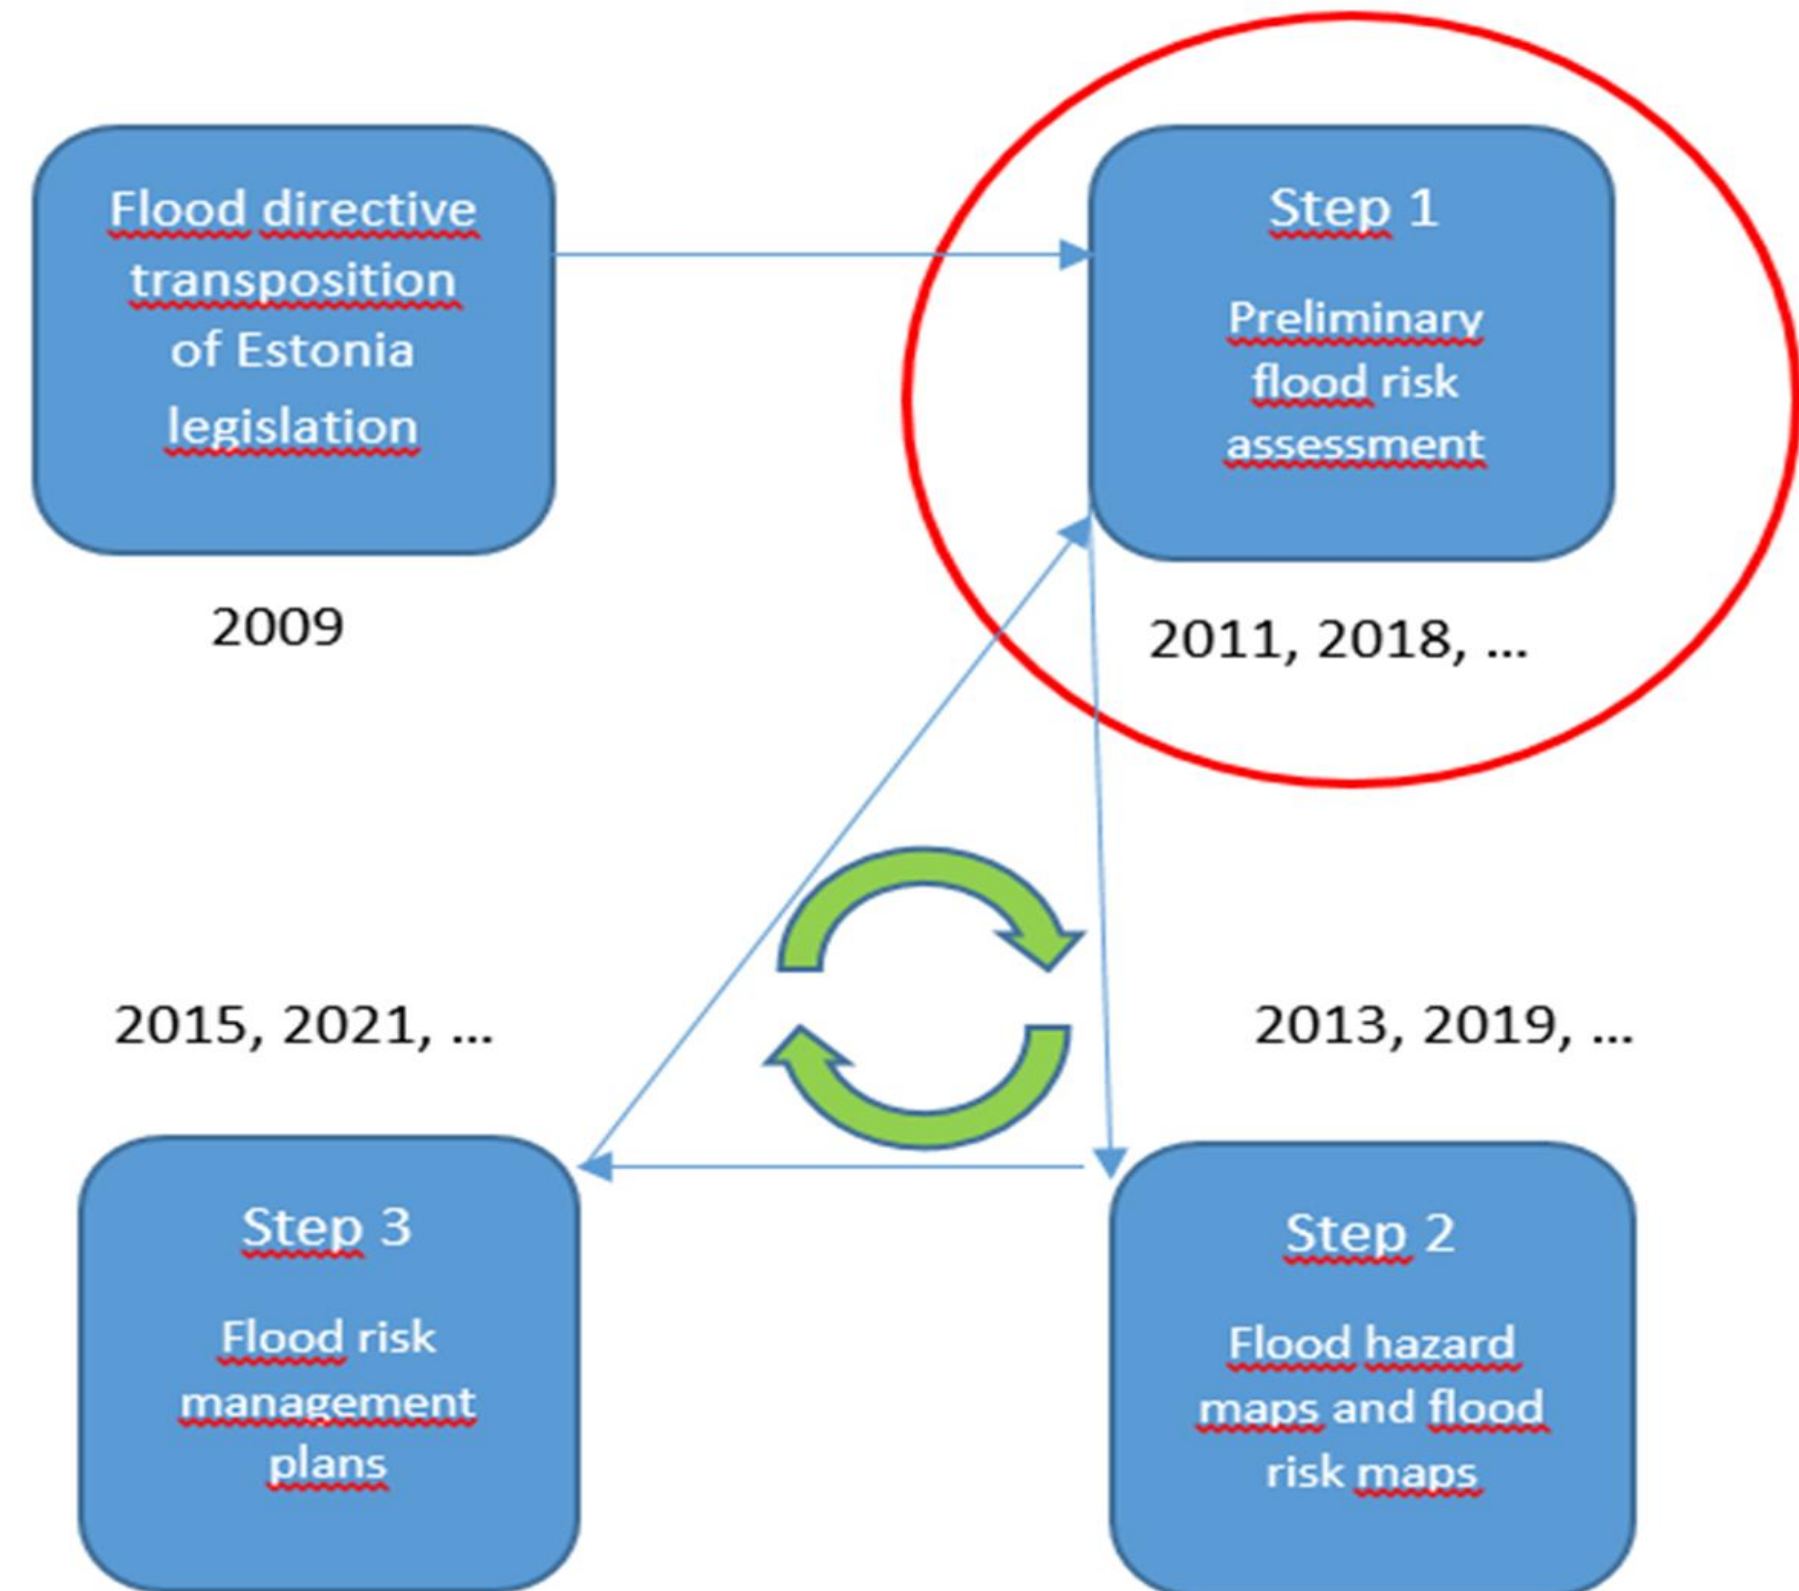 Flood directive
transposition
of Estonia
legislation
2009
Step 1
Preliminary
flood risk
assessment
2011, 2018, ...
2015, 2021, ...
Step 3
Flood risk
management
plans
2013, 2019, ...
Step 2
Flood hazard
maps and flood
risk maps